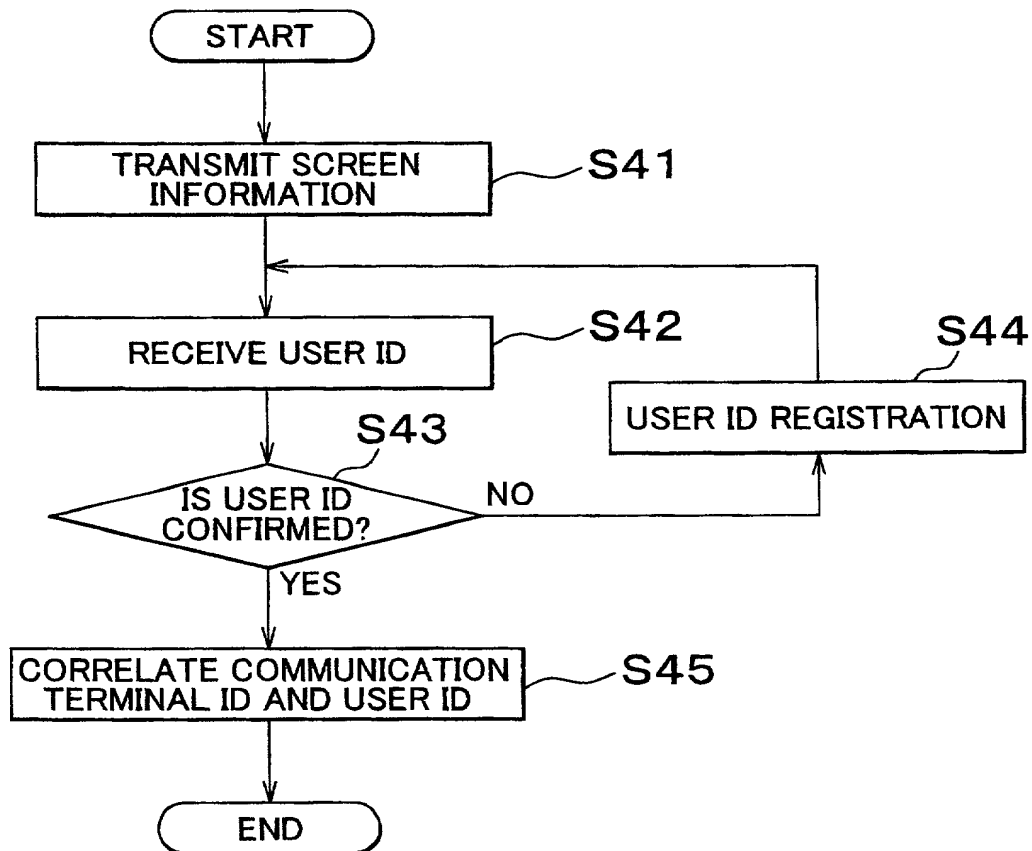 START
TRANSMIT SCREEN
INFORMATION
S41
RECEIVE USER ID
S42
S44
USER ID REGISTRATION
S43
IS USER ID
CONFIRMED?
NO
YES
CORRELATE COMMUNICATION
TERMINAL ID AND USER ID
S45
END